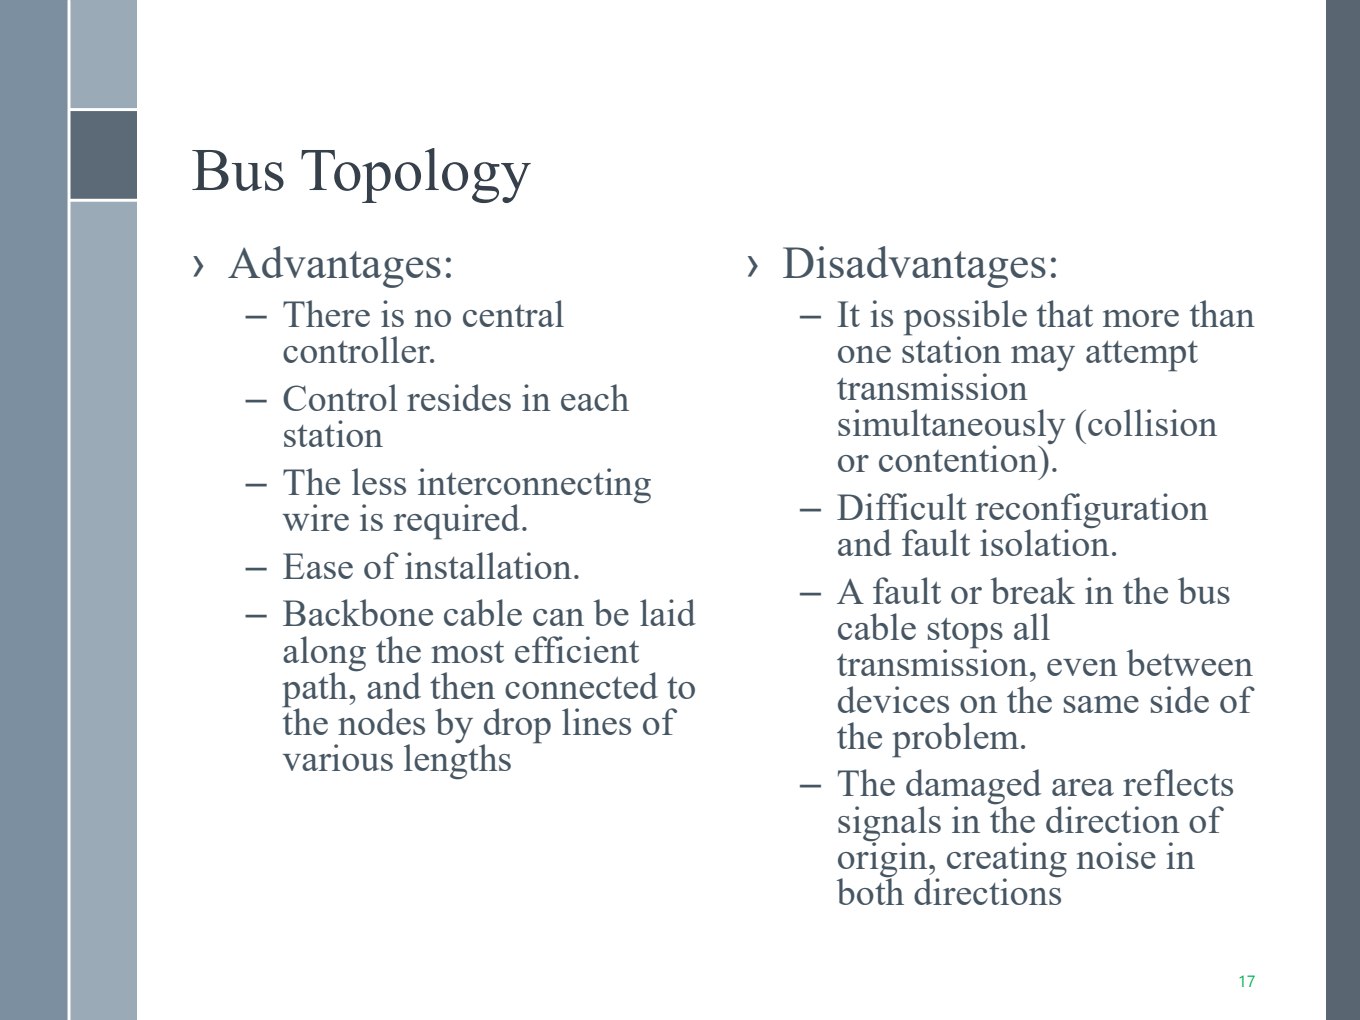 Bus Topology
› Advantages:
– There is no central
controller.
– Control resides in each
station
– The less interconnecting
wire is required.
– Ease of installation.
– Backbone cable can be laid
along the most efficient
path, and then connected to
the nodes by drop lines of
various lengths
› Disadvantages:
– It is possible that more than
one station may attempt
transmission
simultaneously (collision
or contention).
– Difficult reconfiguration
and fault isolation.
– A fault or break in the bus
cable stops all
transmission, even between
devices on the same side of
the problem.
– The damaged area reflects
signals in the direction of
origin, creating noise in
both directions
17